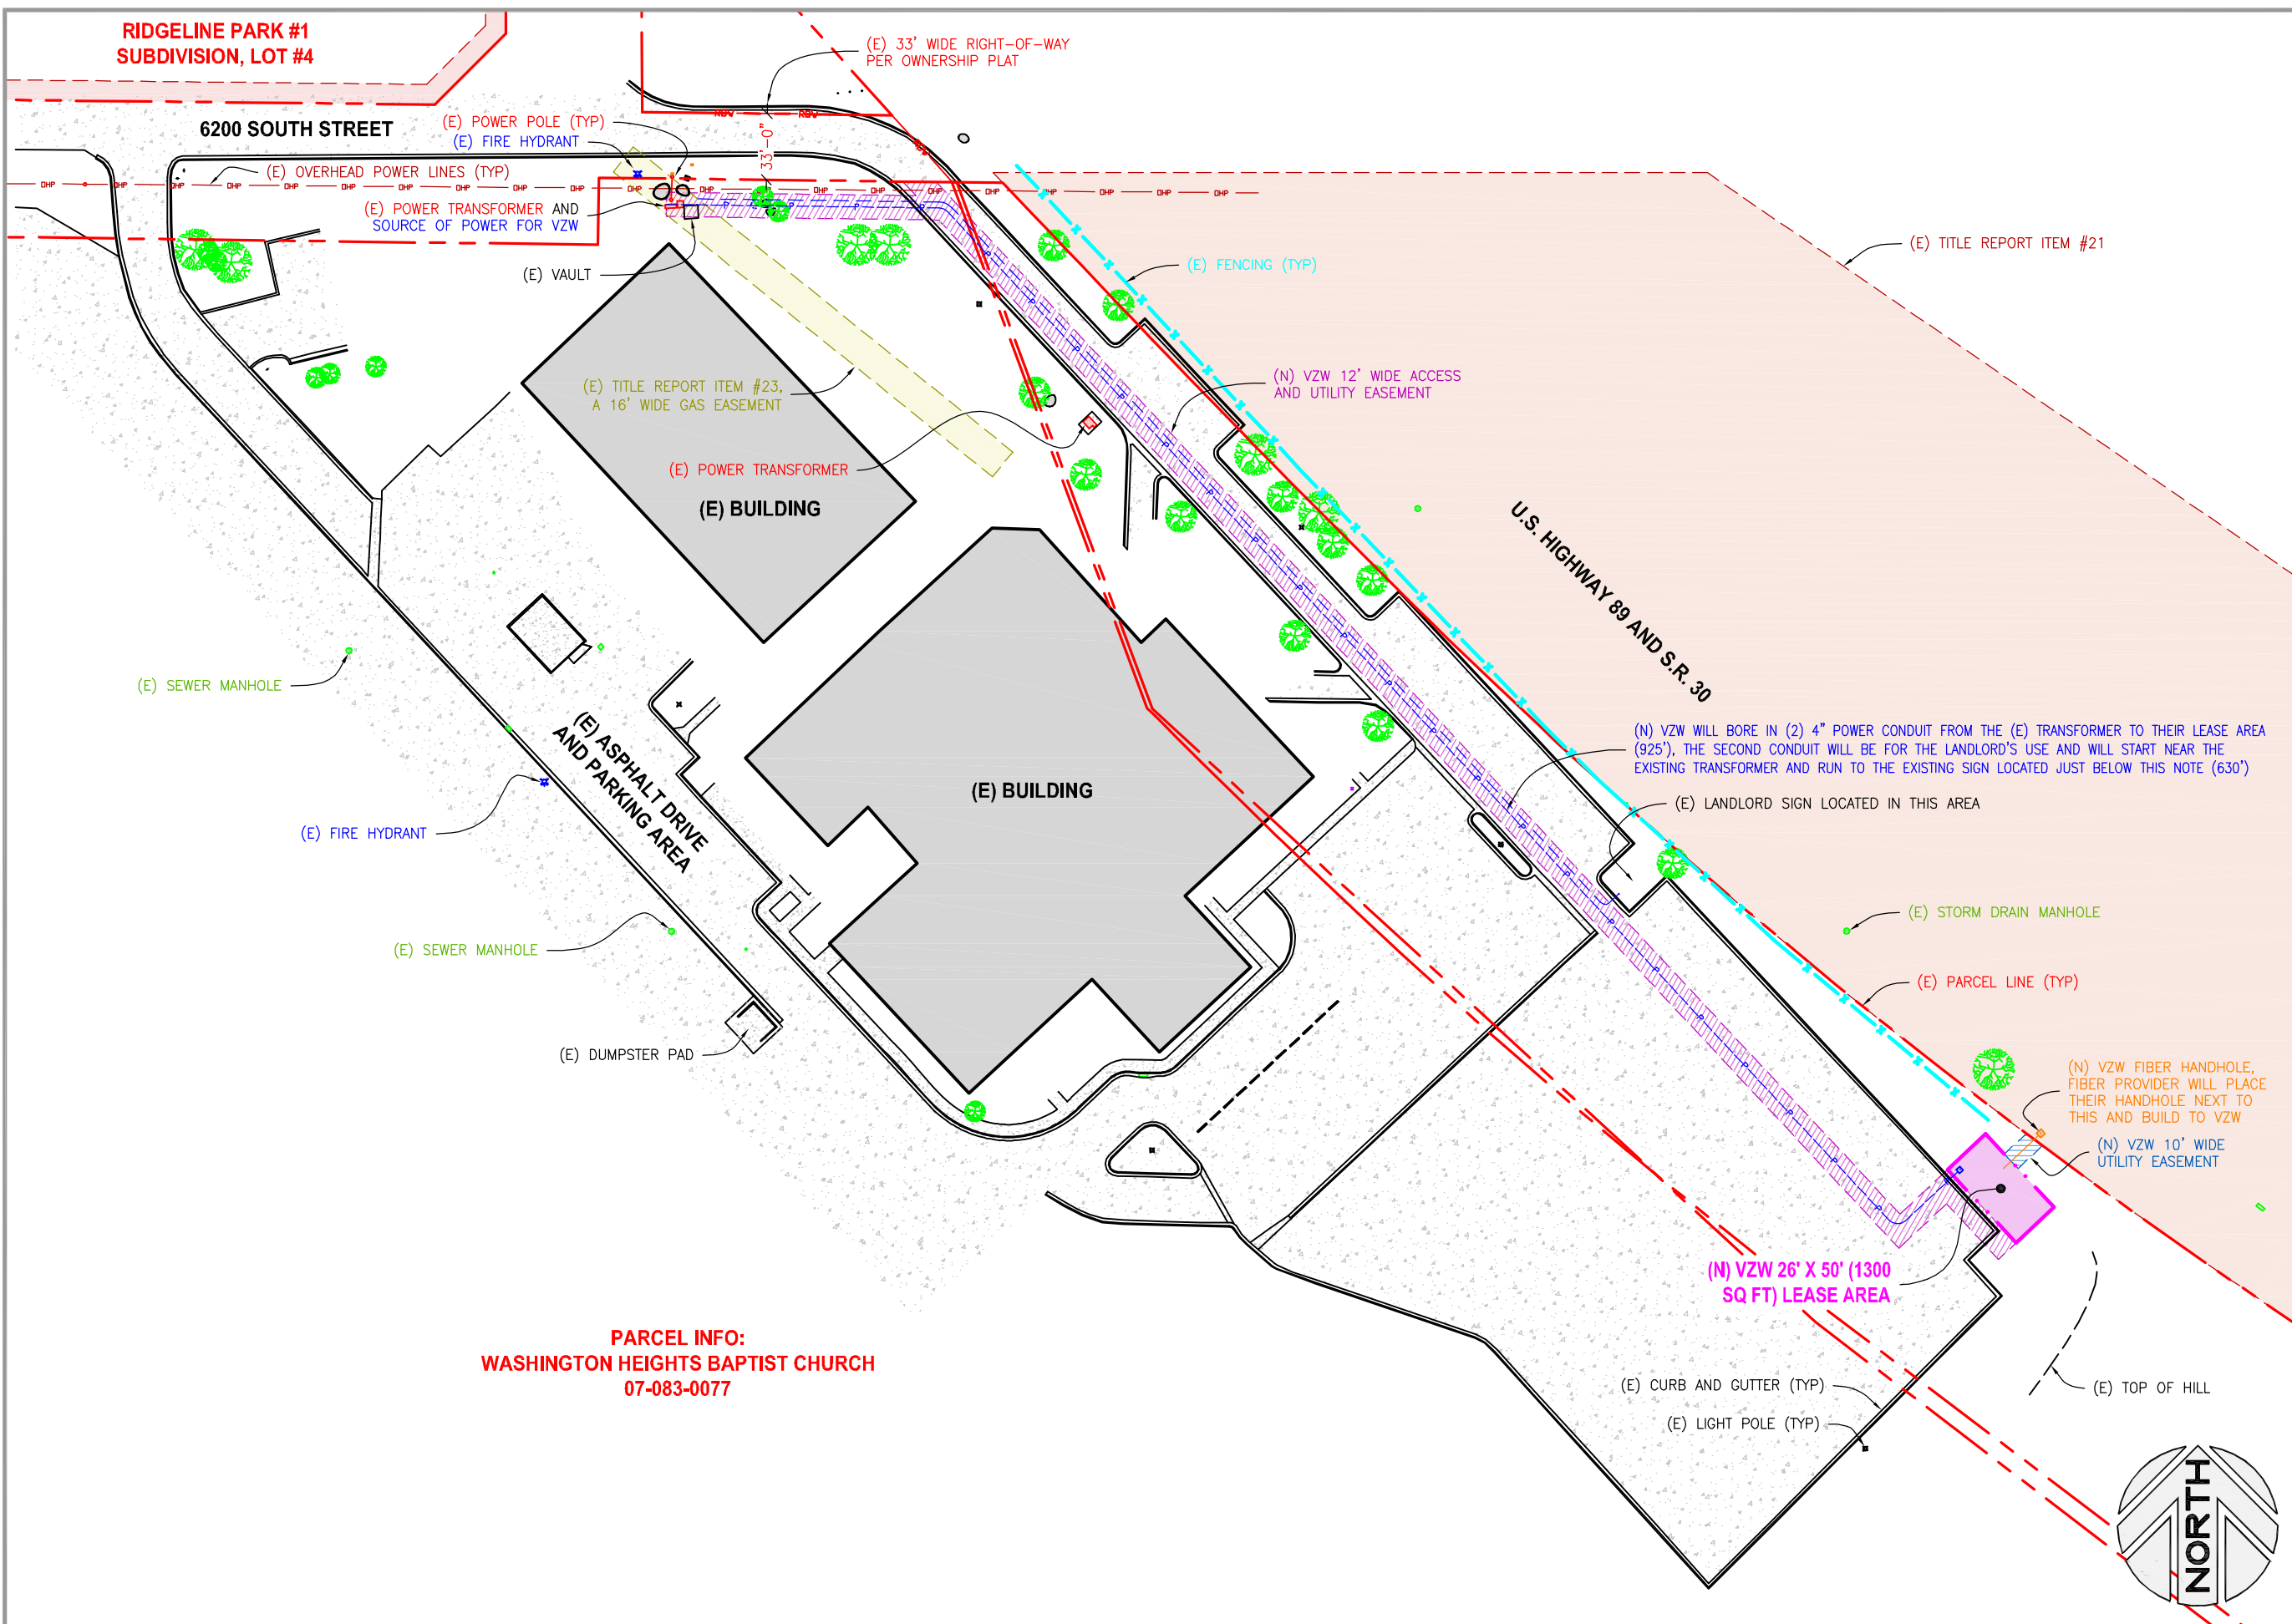 RIDGELINE PARK #1
SUBDIVISION, LOT #4
(E) 33' WIDE RIGHT-OF-WAY
PER OWNERSHIP PLAT
6200 SOUTH STREET
(E) POWER POLE (TYP)
(E) FIRE HYDRANT
33'-0"
(E) OVERHEAD POWER LINES (TYP)
(E) POWER TRANSFORMER AND
SOURCE OF POWER FOR VZW
(E) VAULT
(E) FENCING (TYP)
(E) TITLE REPORT ITEM #21
(E) TITLE REPORT ITEM #23,
A 16' WIDE GAS EASEMENT
(N) VZW 12' WIDE ACCESS
AND UTILITY EASEMENT
(E) POWER TRANSFORMER
(E) BUILDING
U.S. HIGHWAY 89 AND S.R. 30
(E) SEWER MANHOLE
(E) ASPHALT DRIVE
AND PARKING AREA
(N) VZW WILL BORE IN (2) 4" POWER CONDUIT FROM THE (E) TRANSFORMER TO THEIR LEASE AREA
(925'), THE SECOND CONDUIT WILL BE FOR THE LANDLORD'S USE AND WILL START NEAR THE
EXISTING TRANSFORMER AND RUN TO THE EXISTING SIGN LOCATED JUST BELOW THIS NOTE (630')
(E) BUILDING
(E) LANDLORD SIGN LOCATED IN THIS AREA
(E) FIRE HYDRANT
(E) STORM DRAIN MANHOLE
(E) SEWER MANHOLE
(E) PARCEL LINE (TYP)
(E) DUMPSTER PAD
(N) VZW FIBER HANDHOLE,
FIBER PROVIDER WILL PLACE
THEIR HANDHOLE NEXT TO
THIS AND BUILD TO VZW
(N) VZW 10' WIDE
UTILITY EASEMENT
(N) VZW 26' X 50' (1300
SQ FT) LEASE AREA
PARCEL INFO:
WASHINGTON HEIGHTS BAPTIST CHURCH
07-083-0077
(E) CURB AND GUTTER (TYP)
(E) TOP OF HILL
(E) LIGHT POLE (TYP)
NORTH